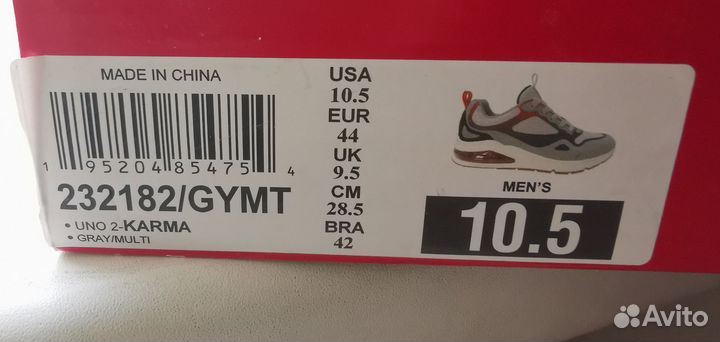 MADE IN CHINA
1 95204 85475 4
232182/GYMT
• UNO 2-KARMA
• GRAY/MULTI
USA
10.5
EUR
44
UK
9.5
CM
28.5
BRA
42
MEN'S
10.5
Avito